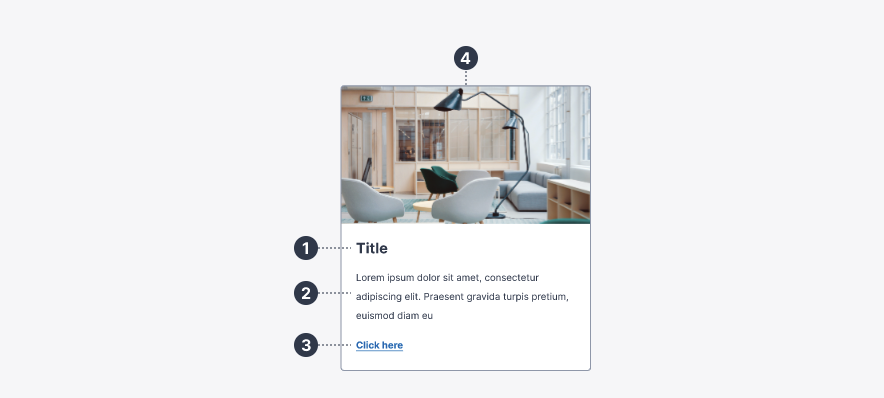 4
1
Title
2
Lorem ipsum dolor sit amet, consectetur
adipiscing elit. Praesent gravida turpis pretium,
euismod diam eu
3
Click here